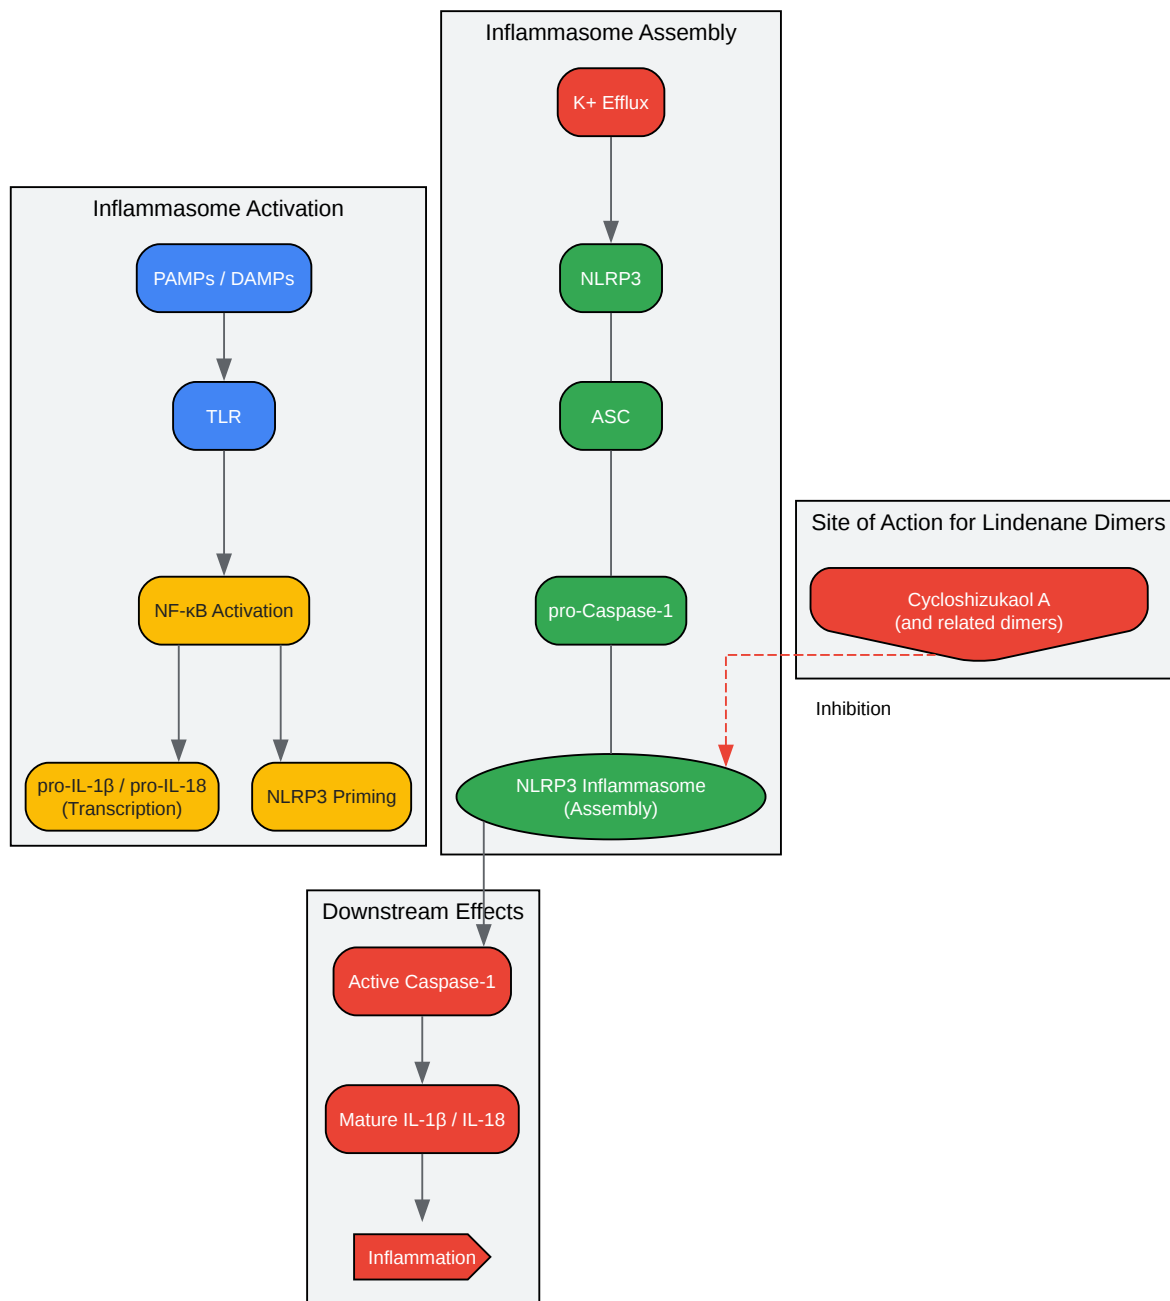 Inflammasome Assembly
K+ Efflux
NLRP3
ASC
pro-Caspase-1
NLRP3 Inflammasome
(Assembly)
Inflammasome Activation
PAMPs / DAMPs
TLR
NF-κB Activation
pro-IL-1β / pro-IL-18
(Transcription)
NLRP3 Priming
Site of Action for Lindenane Dimers
Cycloshizukaol A
(and related dimers)
Inhibition
Downstream Effects
Active Caspase-1
Mature IL-1β / IL-18
Inflammation